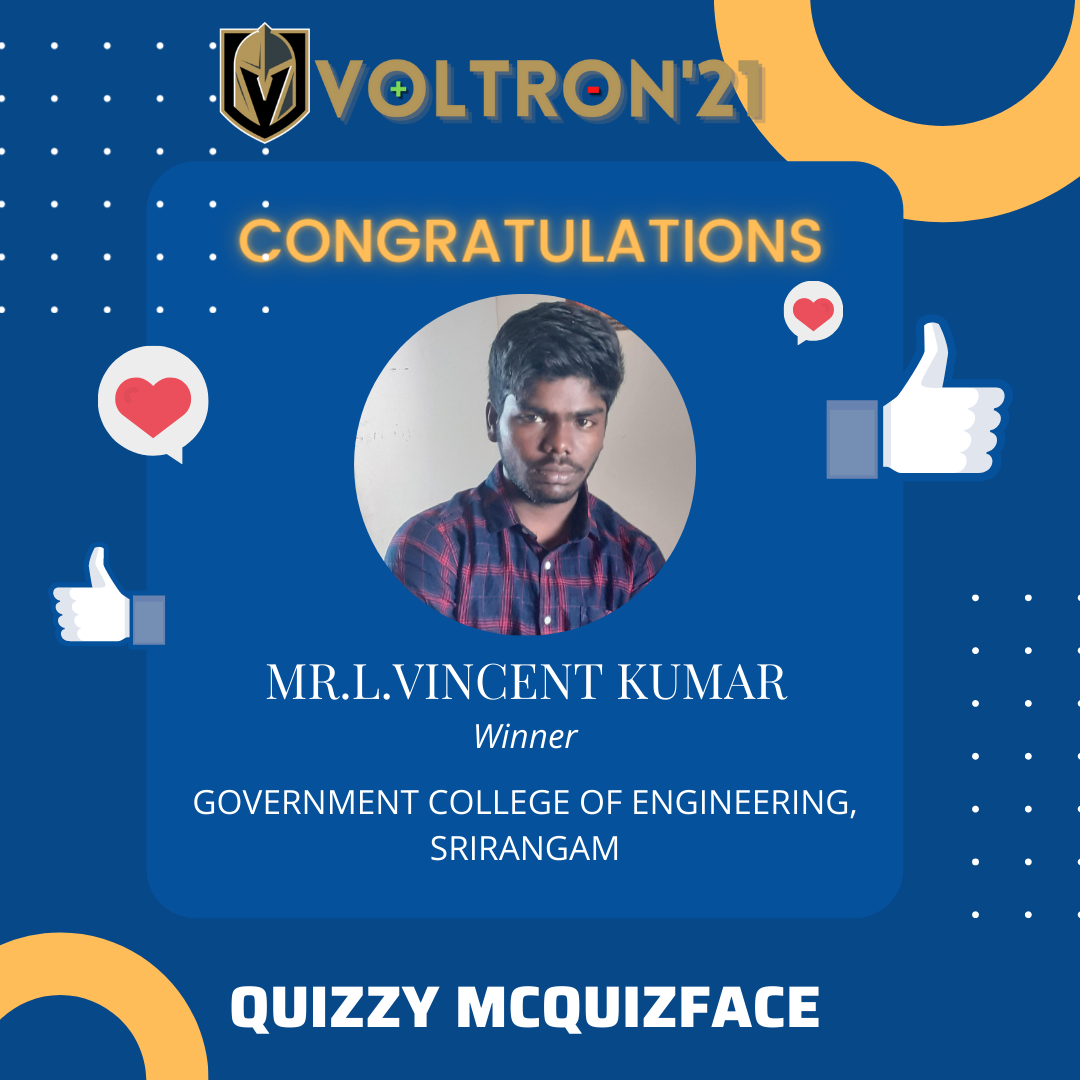 VOLTRON'21
CONGRATULATIONS
MR.L.VINCENT KUMAR
Winner
GOVERNMENT COLLEGE OF ENGINEERING,
SRIRANGAM
QUIZZY MCQUIZFACE